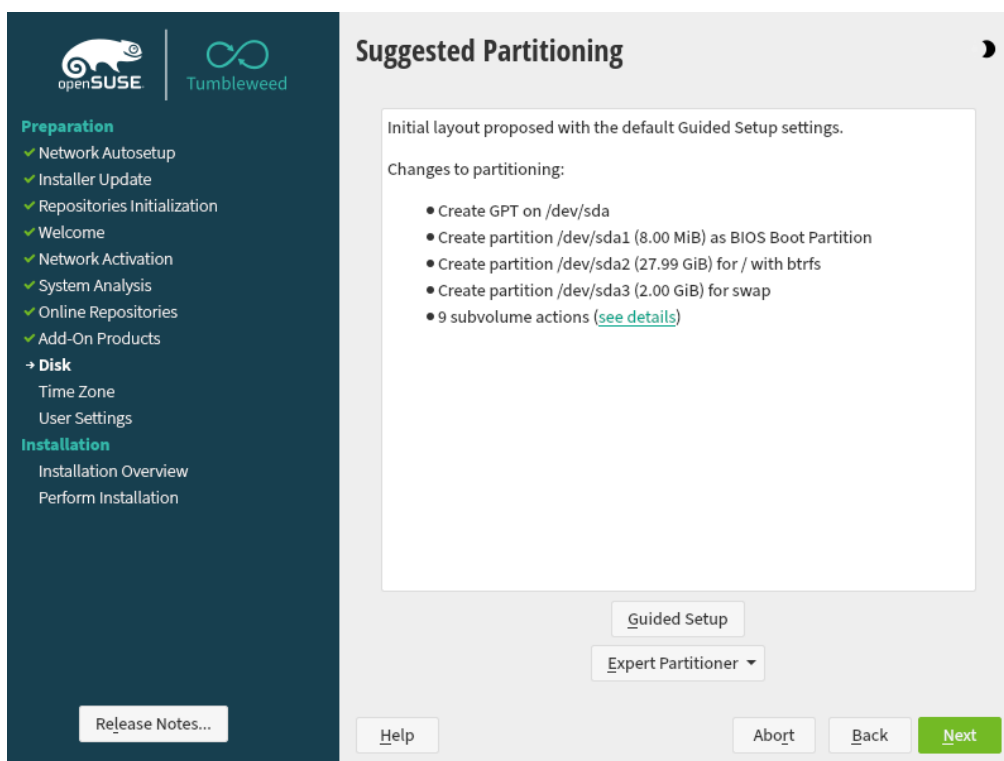 openSUSE.
Tumbleweed
Preparation
Network Autosetup
Installer Update
Repositories Initialization
Welcome
Network Activation
System Analysis
Online Repositories
Add-On Products
Disk
Time Zone
User Settings
Installation
Installation Overview
Perform Installation
Release Notes...
Suggested Partitioning
Initial layout proposed with the default Guided Setup settings.
Changes to partitioning:
Create GPT on /dev/sda
Create partition /dev/sda1 (8.00 MiB) as BIOS Boot Partition
Create partition /dev/sda2 (27.99 GiB) for / with btrfs
Create partition /dev/sda3 (2.00 GiB) for swap
9 subvolume actions (see details)
Guided Setup
Expert Partitioner
Help
Abort
Back
Next